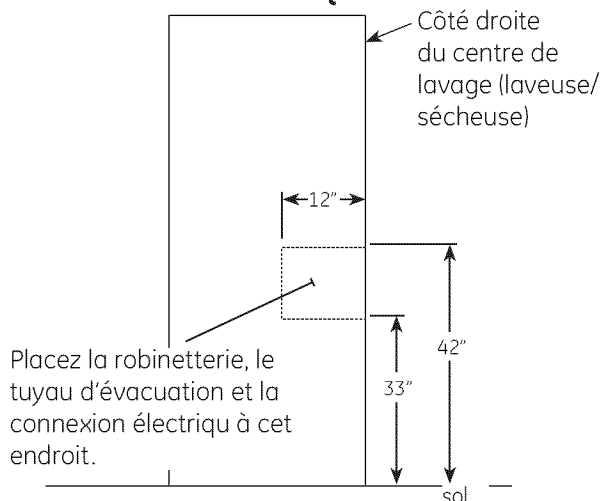 Côté droite
du centre de
lavage (laveuse/
sécheuse)
12"
42"
33"
Placez la robinetterie, le
tuyau d'évacuation et la
connexion électriqu à cet
endroit.
sol